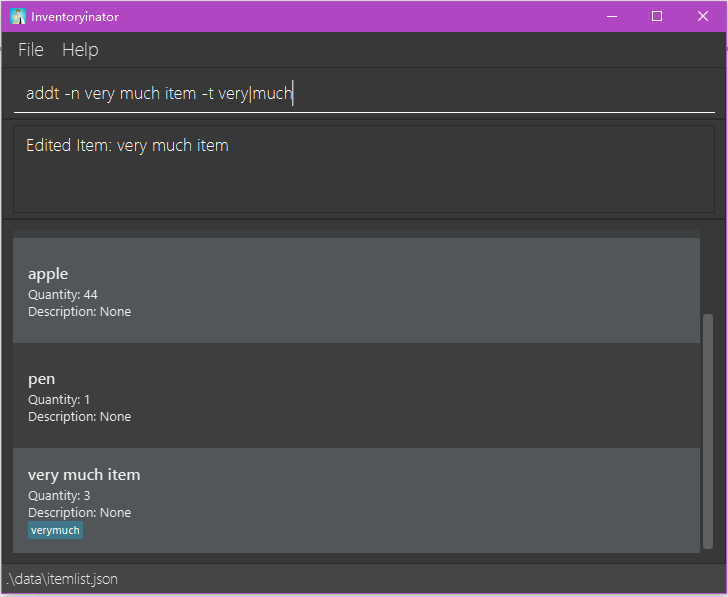 Inventoryinator
File Help
addt -n very much item -t very|much
Edited Item: very much item
apple
Quantity: 44
Description: None
pen
Quantity: 1
Description: None
very much item
Quantity: 3
Description: None
verymuch
.\data\itemlist.json